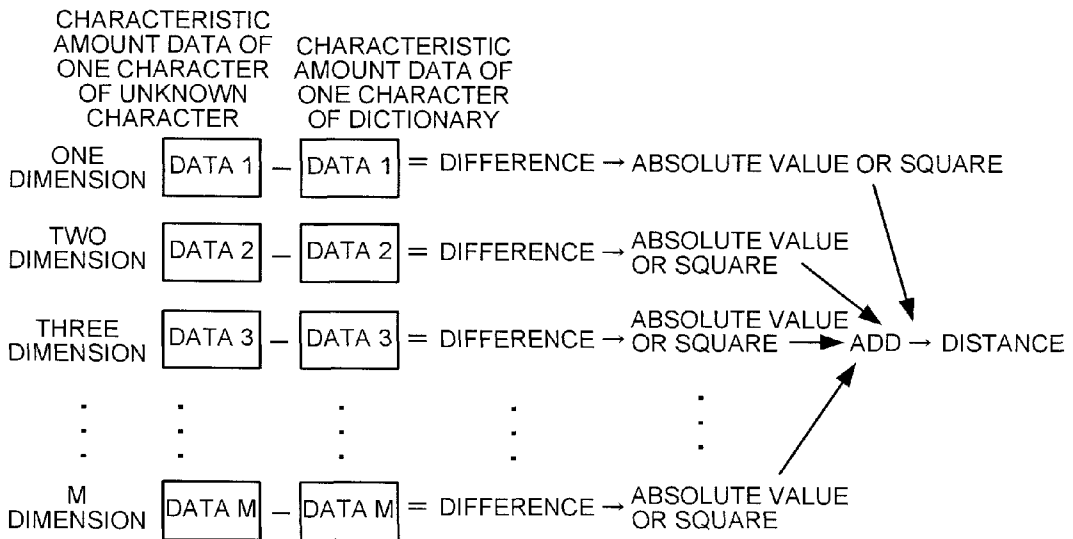 CHARACTERISTIC
AMOUNT DATA OF
ONE CHARACTER
OF UNKNOWN
CHARACTER
CHARACTERISTIC
AMOUNT DATA OF
ONE CHARACTER
OF DICTIONARY
ONE
DIMENSION
DATA 1 – DATA 1 = DIFFERENCE → ABSOLUTE VALUE OR SQUARE
TWO
DIMENSION
DATA 2 – DATA 2 = DIFFERENCE →
ABSOLUTE VALUE
OR SQUARE
THREE
DIMENSION
DATA 3 – DATA 3 = DIFFERENCE →
ABSOLUTE VALUE
OR SQUARE
ADD → DISTANCE
M
DIMENSION
DATA M – DATA M = DIFFERENCE →
ABSOLUTE VALUE
OR SQUARE